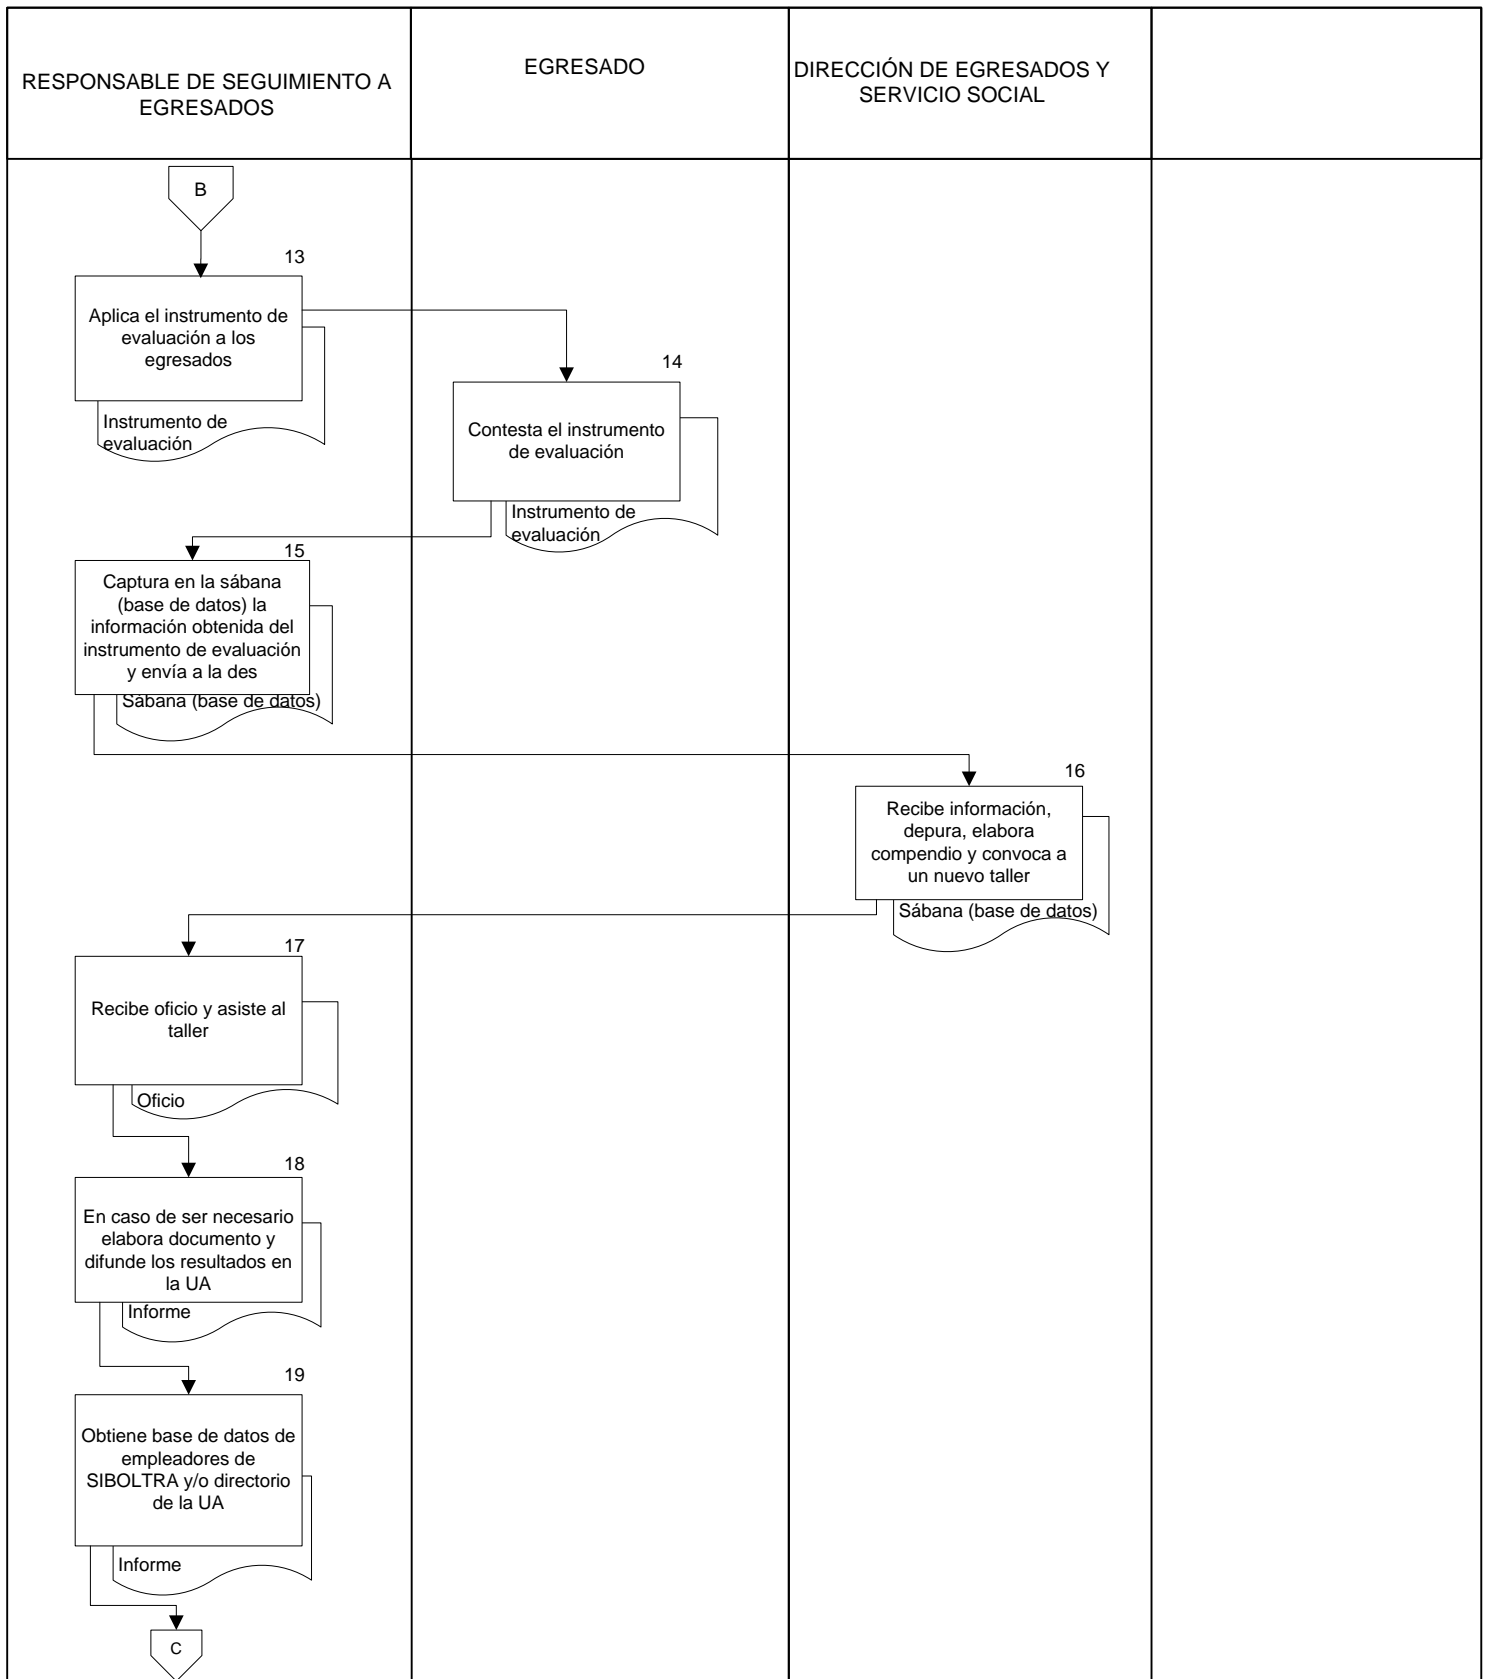 RESPONSABLE DE SEGUIMIENTO A
EGRESADOS
EGRESADO
DIRECCIÓN DE EGRESADOS Y
SERVICIO SOCIAL
B
13
Aplica el instrumento de
evaluación a los
egresados
Instrumento de
evaluación
14
Contesta el instrumento
de evaluación
Instrumento de
evaluación
15
Captura en la sábana
(base de datos) la
información obtenida del
instrumento de evaluación
y envía a la des
Sábana (base de datos)
16
Recibe información,
depura, elabora
compendio y convoca a
un nuevo taller
Sábana (base de datos)
17
Recibe oficio y asiste al
taller
Oficio
18
En caso de ser necesario
elabora documento y
difunde los resultados en
la UA
Informe
19
Obtiene base de datos de
empleadores de
SIBOLTRA y/o directorio
de la UA
Informe
C